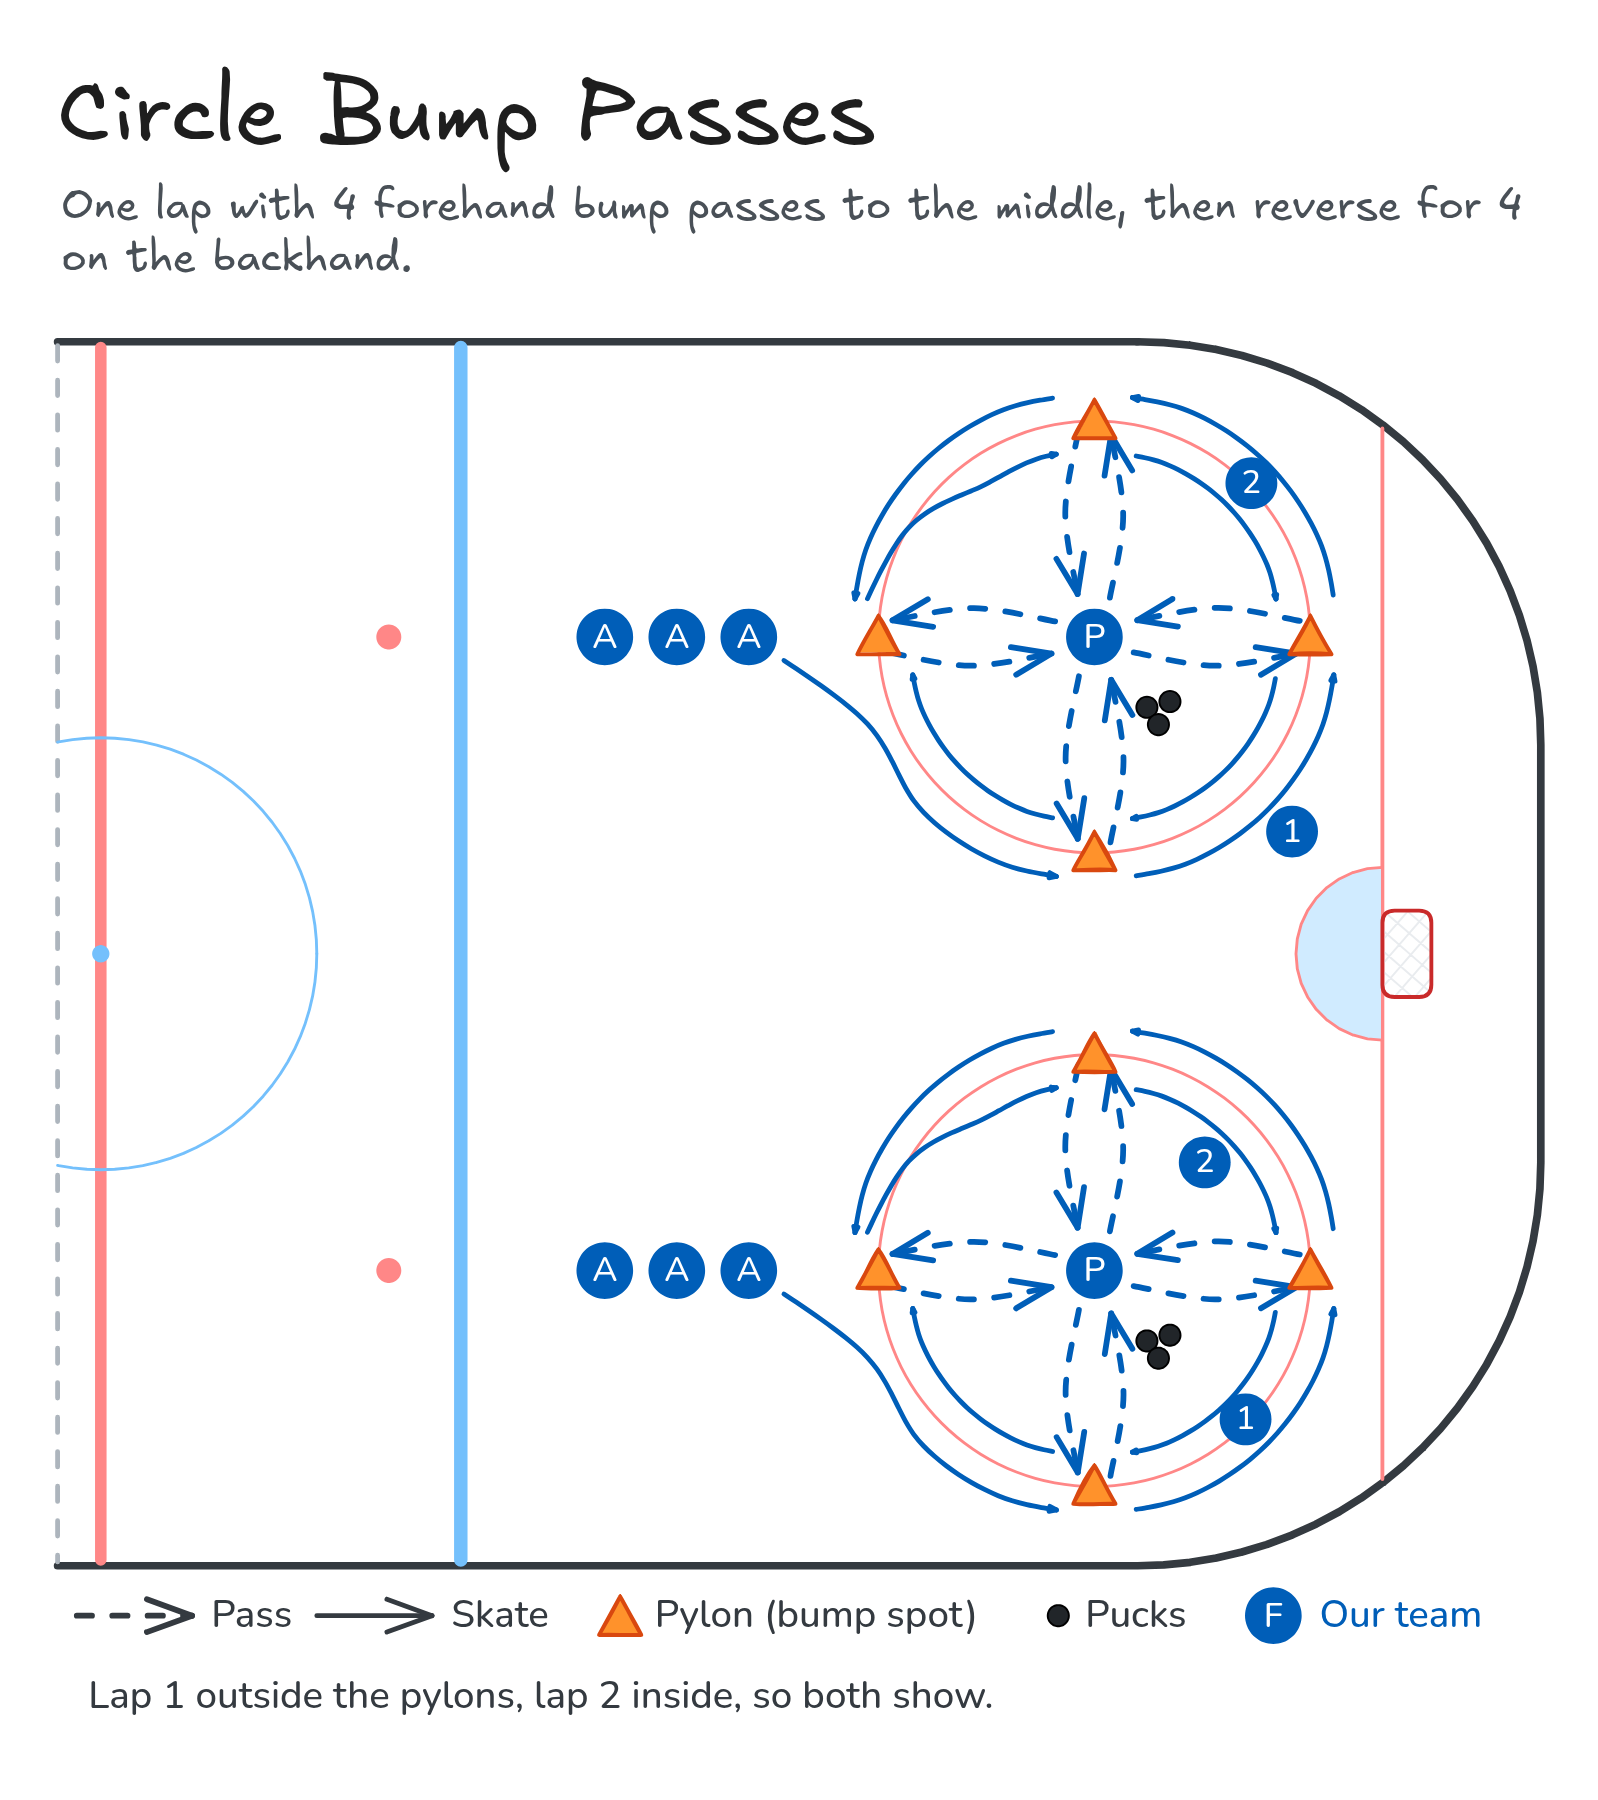 Circle Bump Passes
One lap with 4 forehand bump passes to the middle, then reverse for 4
on the backhand.
2
A A A P
1
2
A A A P
1
Pass Skate Pylon (bump spot) Pucks F Our team
Lap 1 outside the pylons, lap 2 inside, so both show.